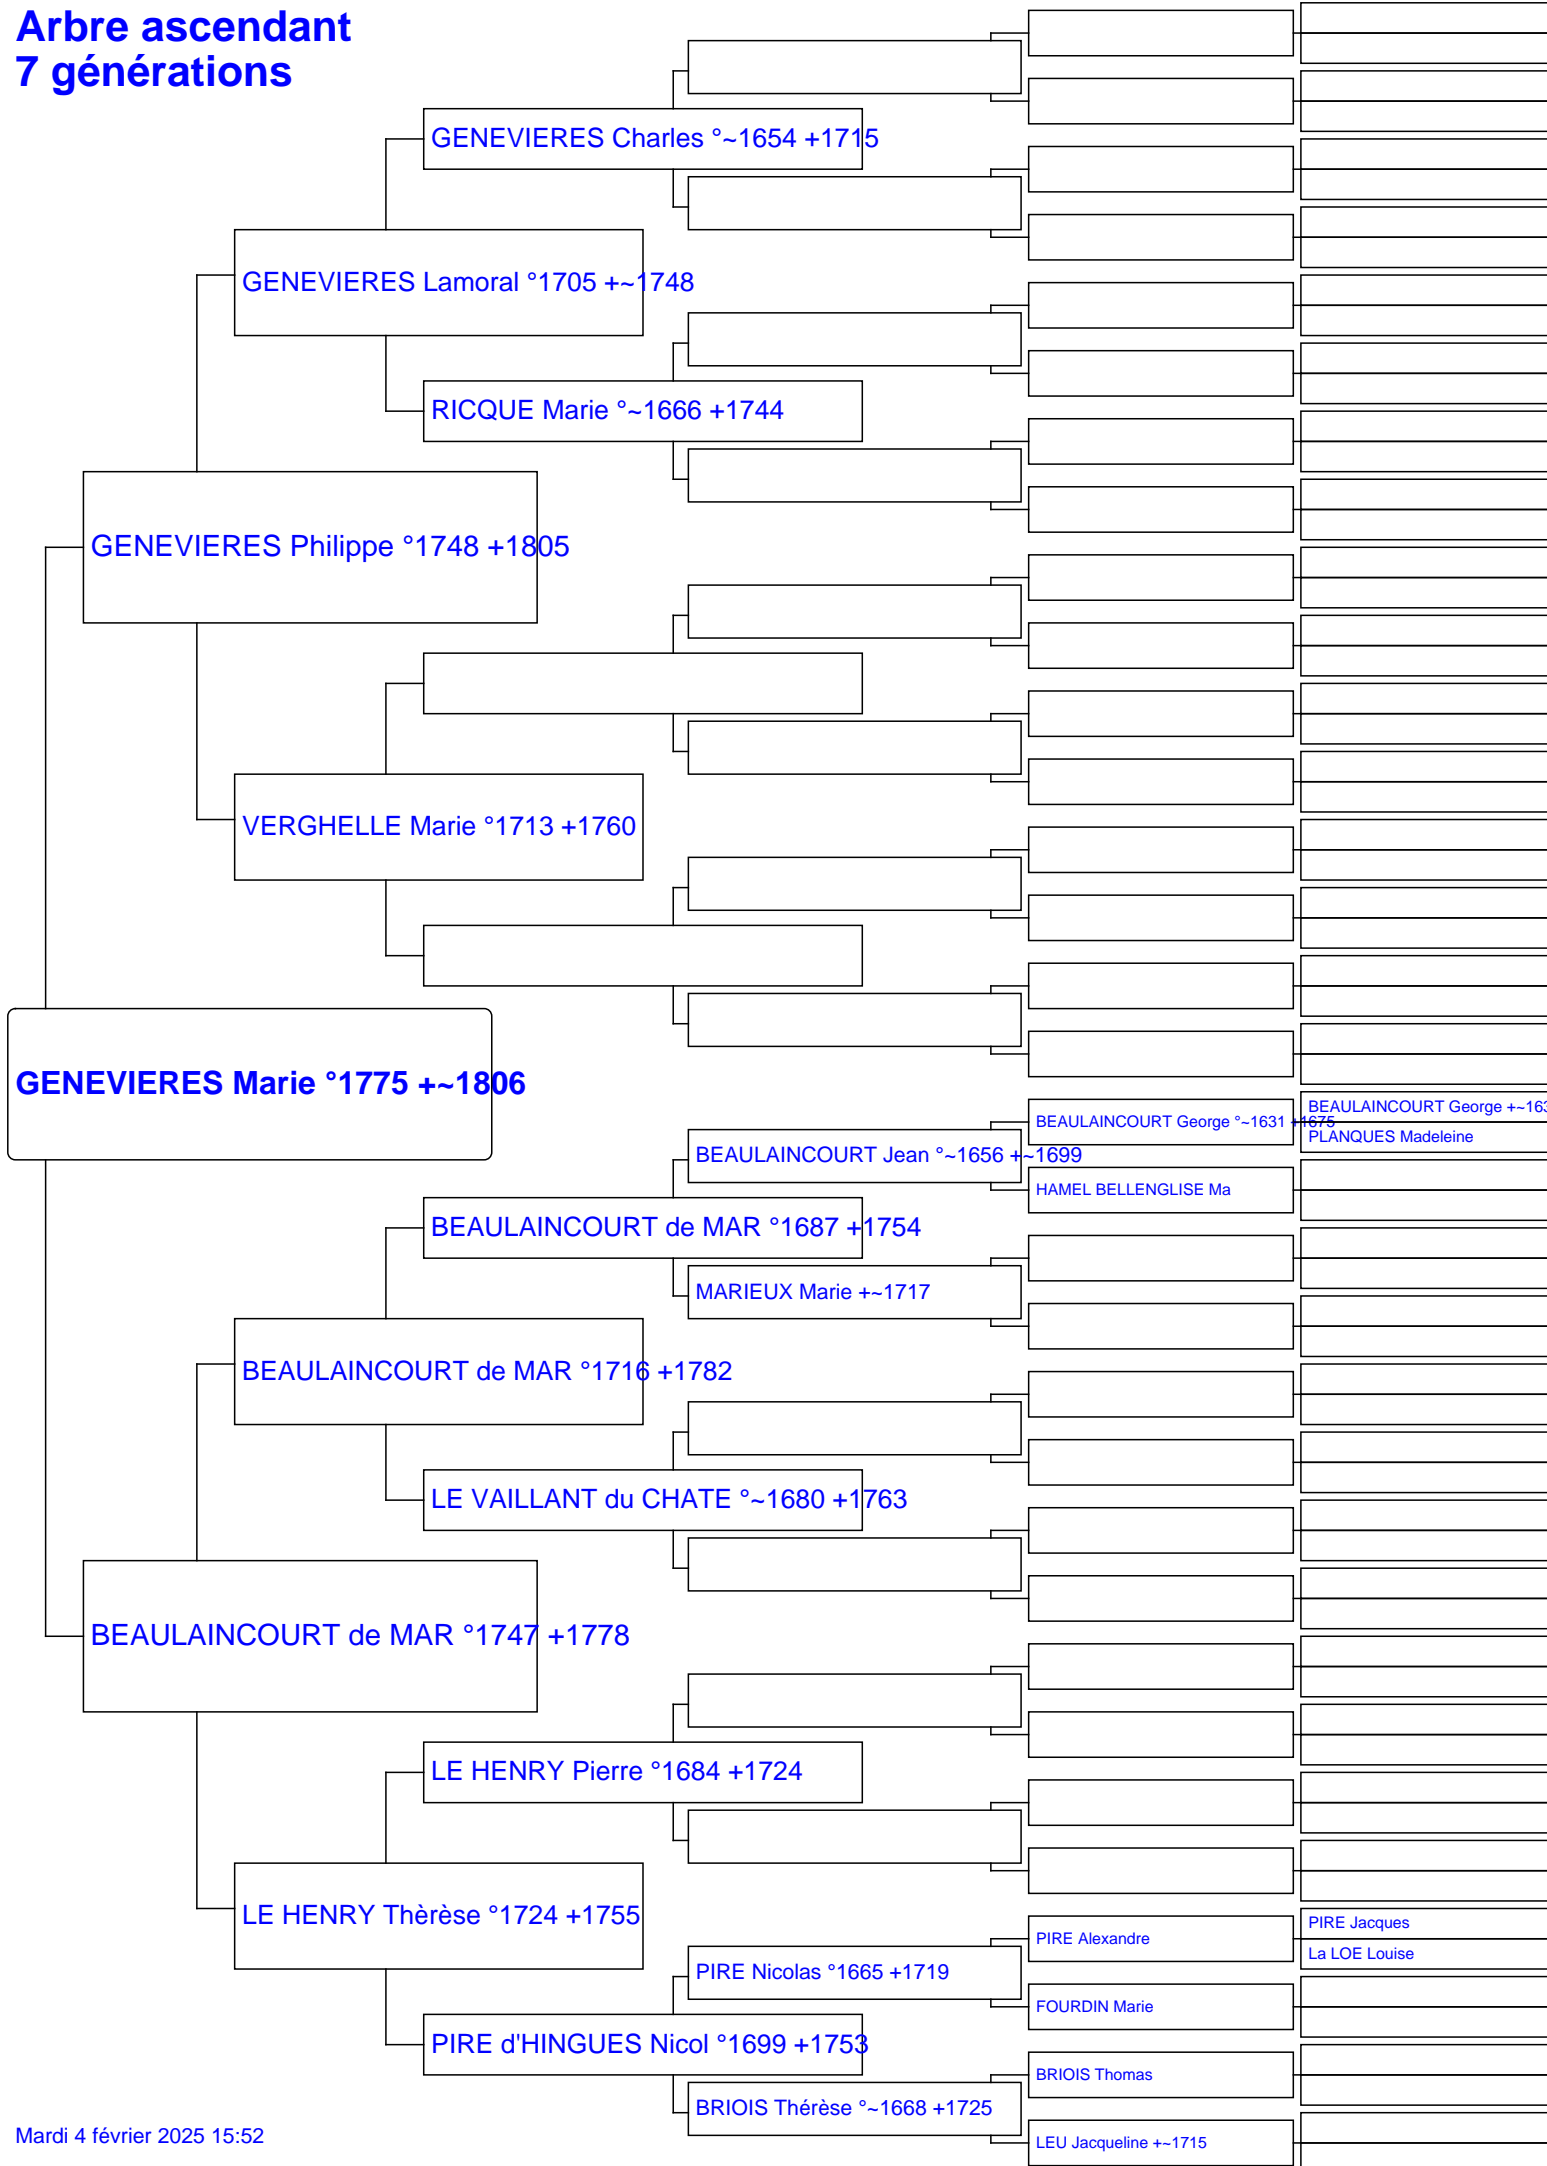 Arbre ascendant
7 générations
GENEVIERES Charles °~1654 +1715
GENEVIERES Lamoral °1705 +~1748
RICQUE Marie °~1666 +1744
GENEVIERES Philippe °1748 +1805
VERGHELLE Marie °1713 +1760
GENEVIERES Marie °1775 +~1806
BEAULAINCOURT George +~163
BEAULAINCOURT George °~1631 +1675
PLANQUES Madeleine
BEAULAINCOURT Jean °~1656 +~1699
HAMEL BELLENGLISE Ma
BEAULAINCOURT de MAR °1687 +1754
MARIEUX Marie +~1717
BEAULAINCOURT de MAR °1716 +1782
LE VAILLANT du CHATE °~1680 +1763
BEAULAINCOURT de MAR °1747 +1778
LE HENRY Pierre °1684 +1724
LE HENRY Thèrèse °1724 +1755
PIRE Jacques
PIRE Alexandre
La LOE Louise
PIRE Nicolas °1665 +1719
FOURDIN Marie
PIRE d'HINGUES Nicol °1699 +1753
BRIOIS Thomas
BRIOIS Thérèse °~1668 +1725
LEU Jacqueline +~1715
Mardi 4 février 2025 15:52